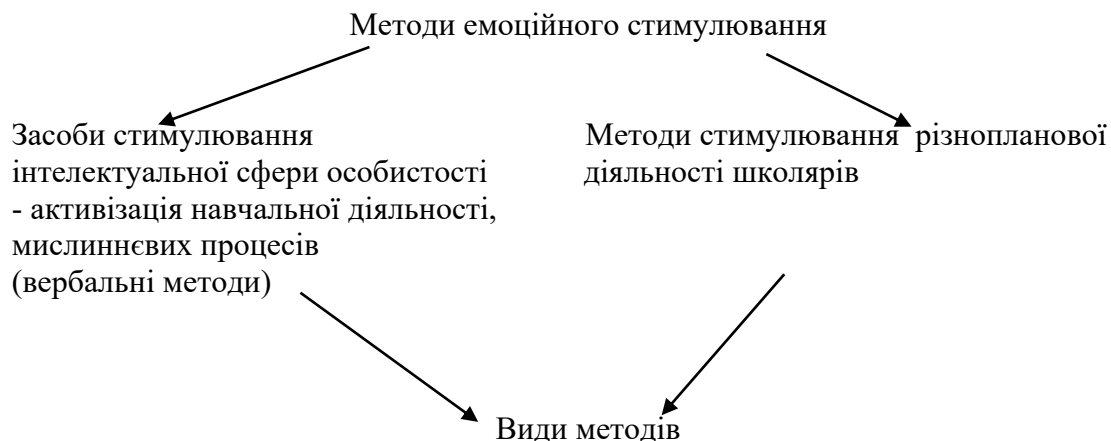 Методи емоційного стимулювання
Засоби стимулювання
інтелектуальної сфери особистості
- активізація навчальної діяльності,
мислиннєвих процесів
(вербальні методи)
Методи стимулювання різнопланової
діяльності школярів
Види методів